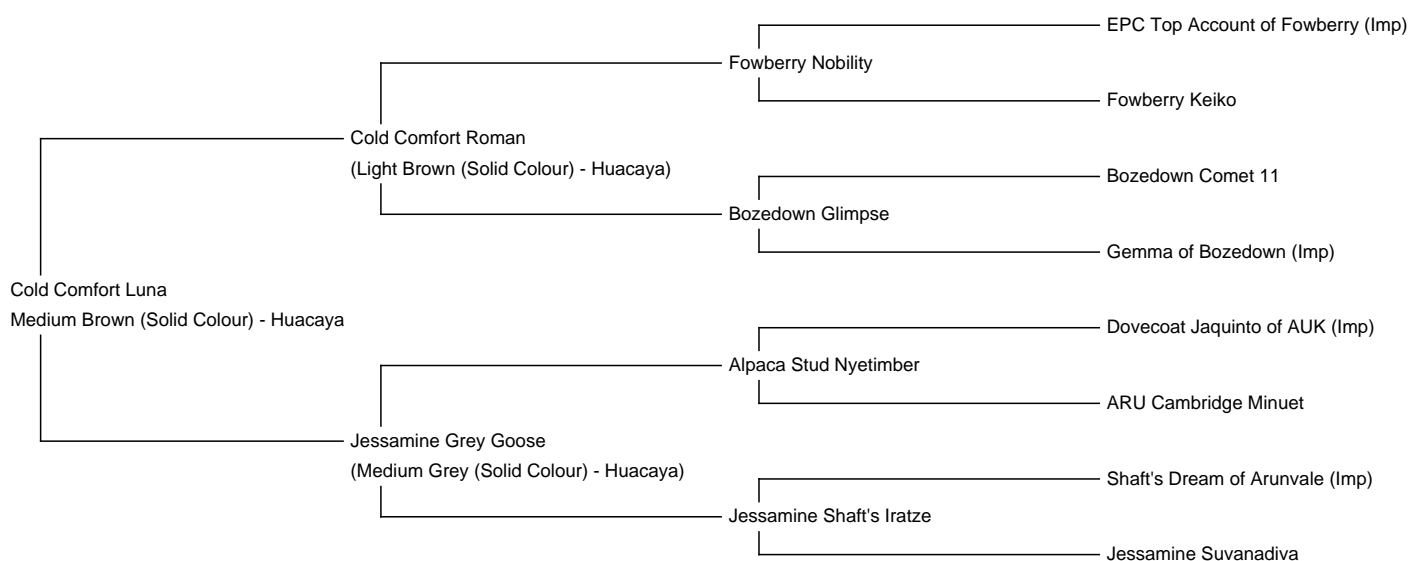 EPC Top Account of Fowberry (Imp)
Fowberry Nobility
Fowberry Keiko
Cold Comfort Roman
(Light Brown (Solid Colour) - Huacaya)
Bozedown Comet 11
Bozedown Glimpse
Gemma of Bozedown (Imp)
Cold Comfort Luna
Medium Brown (Solid Colour) - Huacaya
Dovecoat Jaquinto of AUK (Imp)
Alpaca Stud Nyetimber
ARU Cambridge Minuet
Jessamine Grey Goose
(Medium Grey (Solid Colour) - Huacaya)
Shaft's Dream of Arunvale (Imp)
Jessamine Shaft's Iratze
Jessamine Suvanadiva